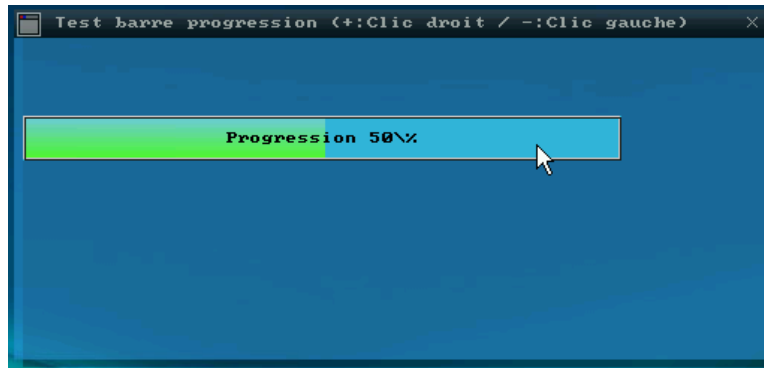 Test barre progression (+:Clic droit / -:Clic gauche)
Progression 50\%